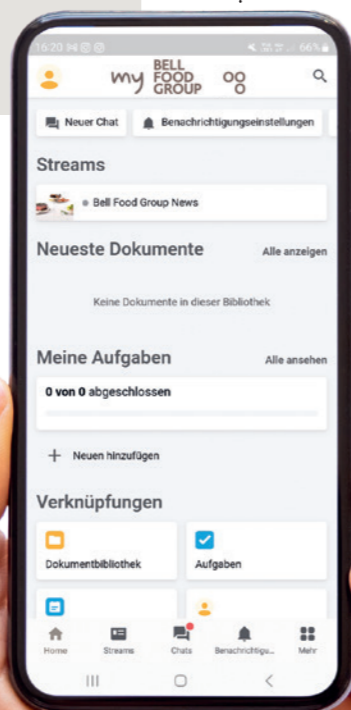 16:20
66%
my BELL FOOD GROUP
Neuer Chat
Benachrichtigungseinstellungen
Streams
Bell Food Group News
Neueste Dokumente
Alle anzeigen
Keine Dokumente in dieser Bibliothek
Meine Aufgaben
Alle ansehen
0 von 0 abgeschlossen
+ Neuen hinzufügen
Verknüpfungen
Dokumentbibliothek
Aufgaben
Home
Streams
Chats
Benachrichtigu...
Mehr